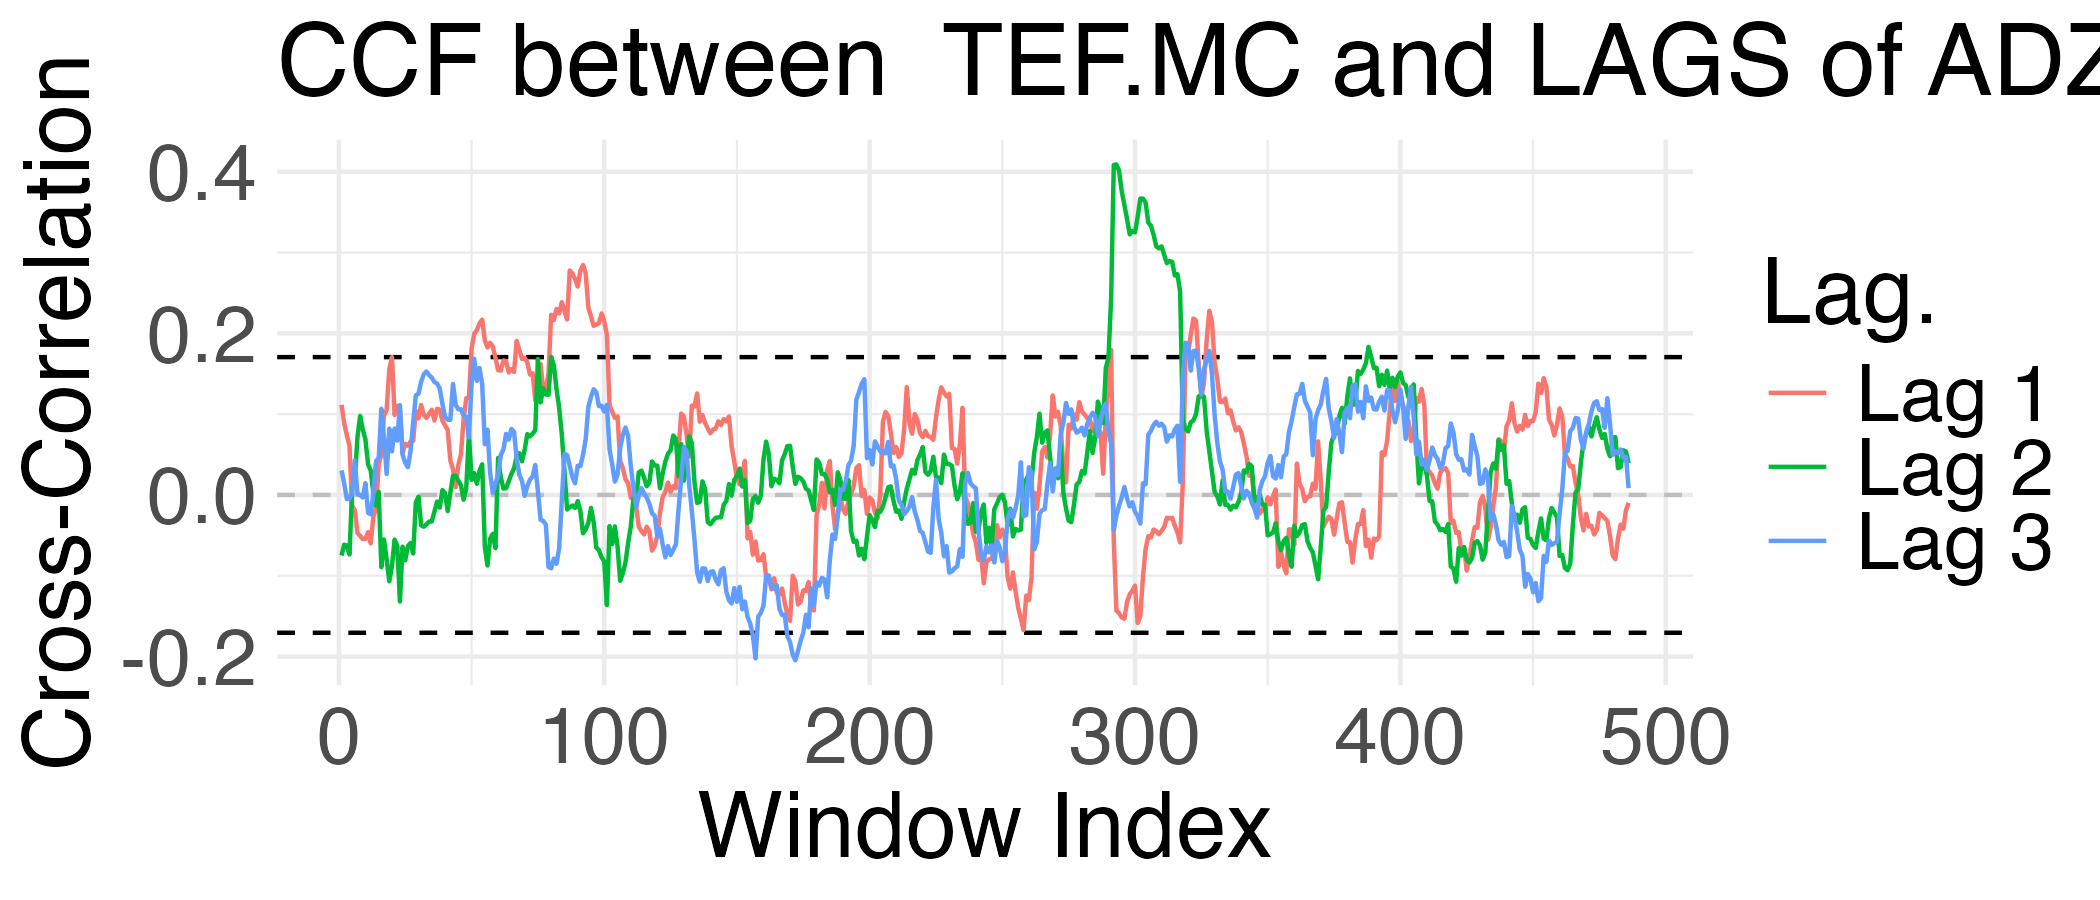 CCF between  TEF.MC and LAGS of ADZ
Cross-Correlation
0.4
0.2
0.0
-0.2
0 100 200 300 400 500
Window Index
Lag.
Lag 1
Lag 2
Lag 3